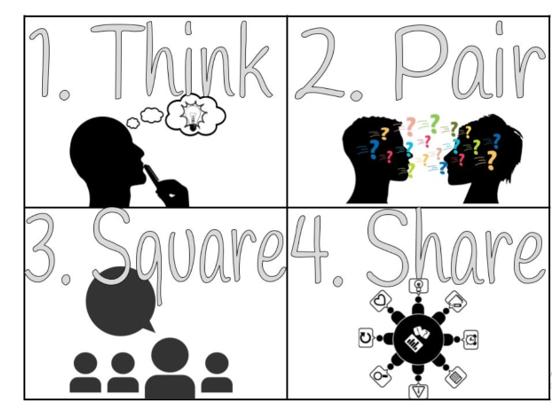 1. Think
2. Pair
3. Square
4. Share